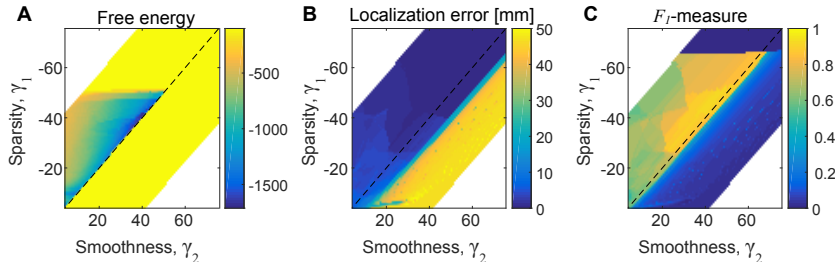 A Free energy
Sparsity, γ1
-60
-40
-20
20 40 60
Smoothness, γ2
-500
-1000
-1500
B Localization error [mm]
-60
-40
-20
20 40 60
Smoothness, γ2
50
40
30
20
10
0
C F1-measure
Sparsity, γ1
-60
-40
-20
20 40 60
Smoothness, γ2
1
0.8
0.6
0.4
0.2
0